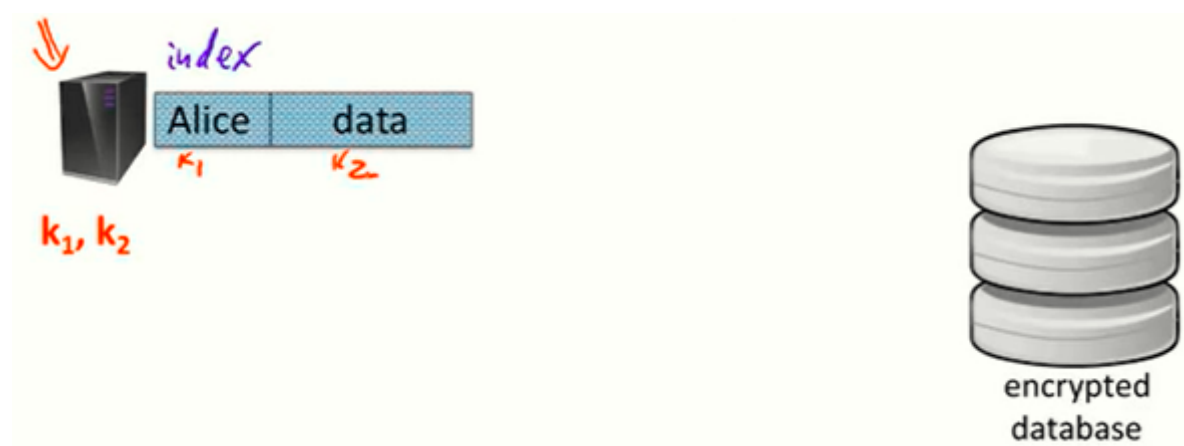 index
Alice data
k₁ k₂
k₁, k₂
encrypted
database